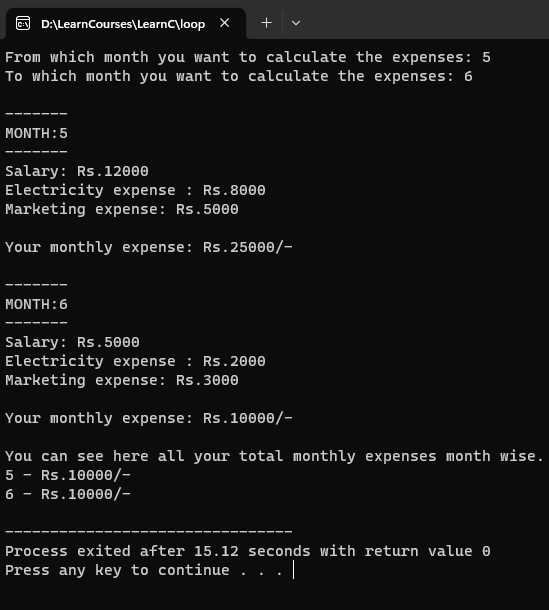 D:\LearnCourses\LearnC\loop
From which month you want to calculate the expenses: 5
To which month you want to calculate the expenses: 6
-------
MONTH:5
-------
Salary: Rs.12000
Electricity expense : Rs.8000
Marketing expense: Rs.5000
Your monthly expense: Rs.25000/-
-------
MONTH:6
-------
Salary: Rs.5000
Electricity expense : Rs.2000
Marketing expense: Rs.3000
Your monthly expense: Rs.10000/-
You can see here all your total monthly expenses month wise.
5 - Rs.10000/-
6 - Rs.10000/-
--------------------------------
Process exited after 15.12 seconds with return value 0
Press any key to continue . . .